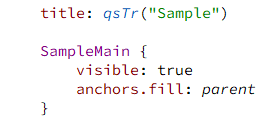 title: qsTr("Sample")
SampleMain {
visible: true
anchors.fill: parent
}